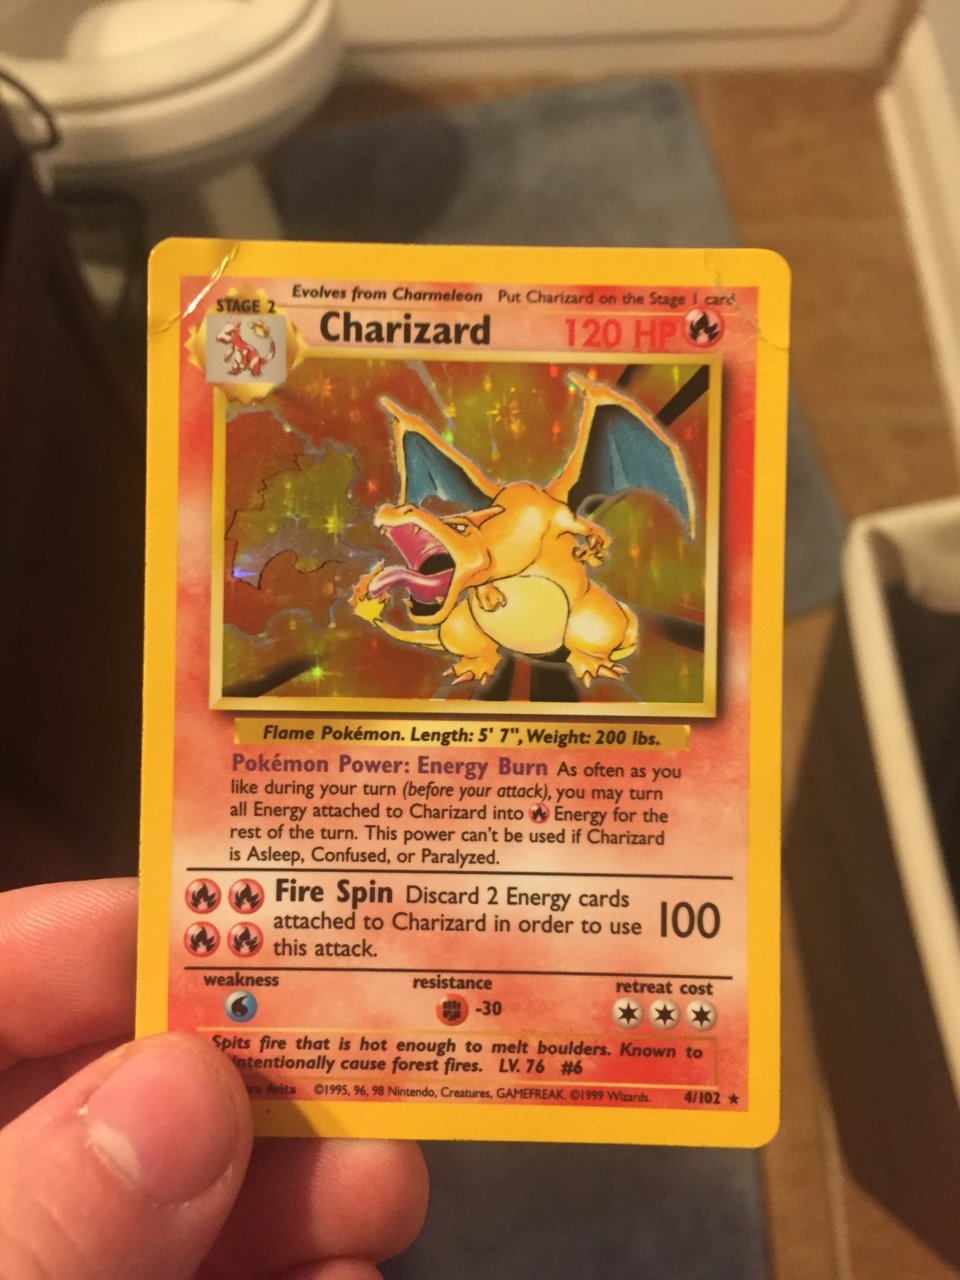 Evolves from Charmeleon Put Charizard on the Stage 1 card
STAGE 2
Charizard 120 HP
Flame Pokémon. Length: 5' 7", Weight: 200 lbs.
Pokémon Power: Energy Burn As often as you
like during your turn (before your attack), you may turn
all Energy attached to Charizard into Energy for the
rest of the turn. This power can't be used if Charizard
is Asleep, Confused, or Paralyzed.
Fire Spin Discard 2 Energy cards
attached to Charizard in order to use
this attack.
100
weakness resistance retreat cost
-30
Spits fire that is hot enough to melt boulders. Known to
intentionally cause forest fires. LV. 76 #6
Arita ©1995, 96, 98 Nintendo, Creatures, GAMEFREAK. ©1999 Wizards. 4/102 ★